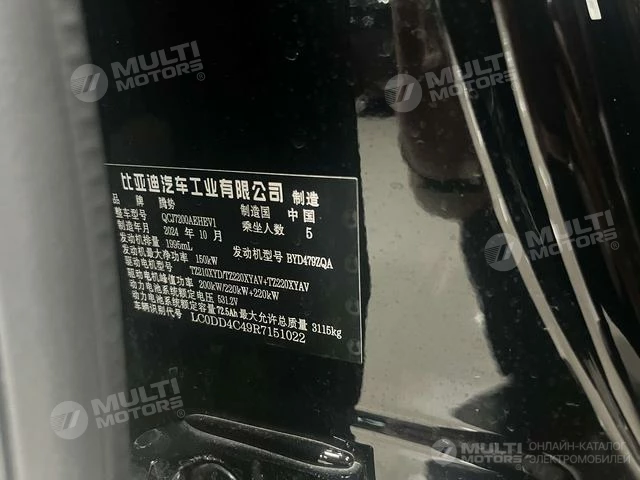 MULTI MOTORS
MULTI MOTORS
比亚迪汽车工业有限公司 制造
品 牌 腾势 制造国 中国
整车型号 QCJ7200AEHEV1 乘坐人数 5
制造年月 2024 年 10 月
发动机排量 1995mL 发动机型号 BYD479ZQA
发动机最大净功率 150kW
驱动电机型号 TZ210XYD/TZ220XYAV+TZ220XYAV
驱动电机峰值功率 200kW/220kW+220kW
动力电池系统额定电压 531.2V
动力电池系统额定容量 72.5Ah 最大允许总质量 3115kg
车辆识别代号 LC0DD4C49R7151022
MULTI MOTORS
MULTI MOTORS ОНЛАЙН-КАТАЛОГ ЭЛЕКТРОМОБИЛЕЙ